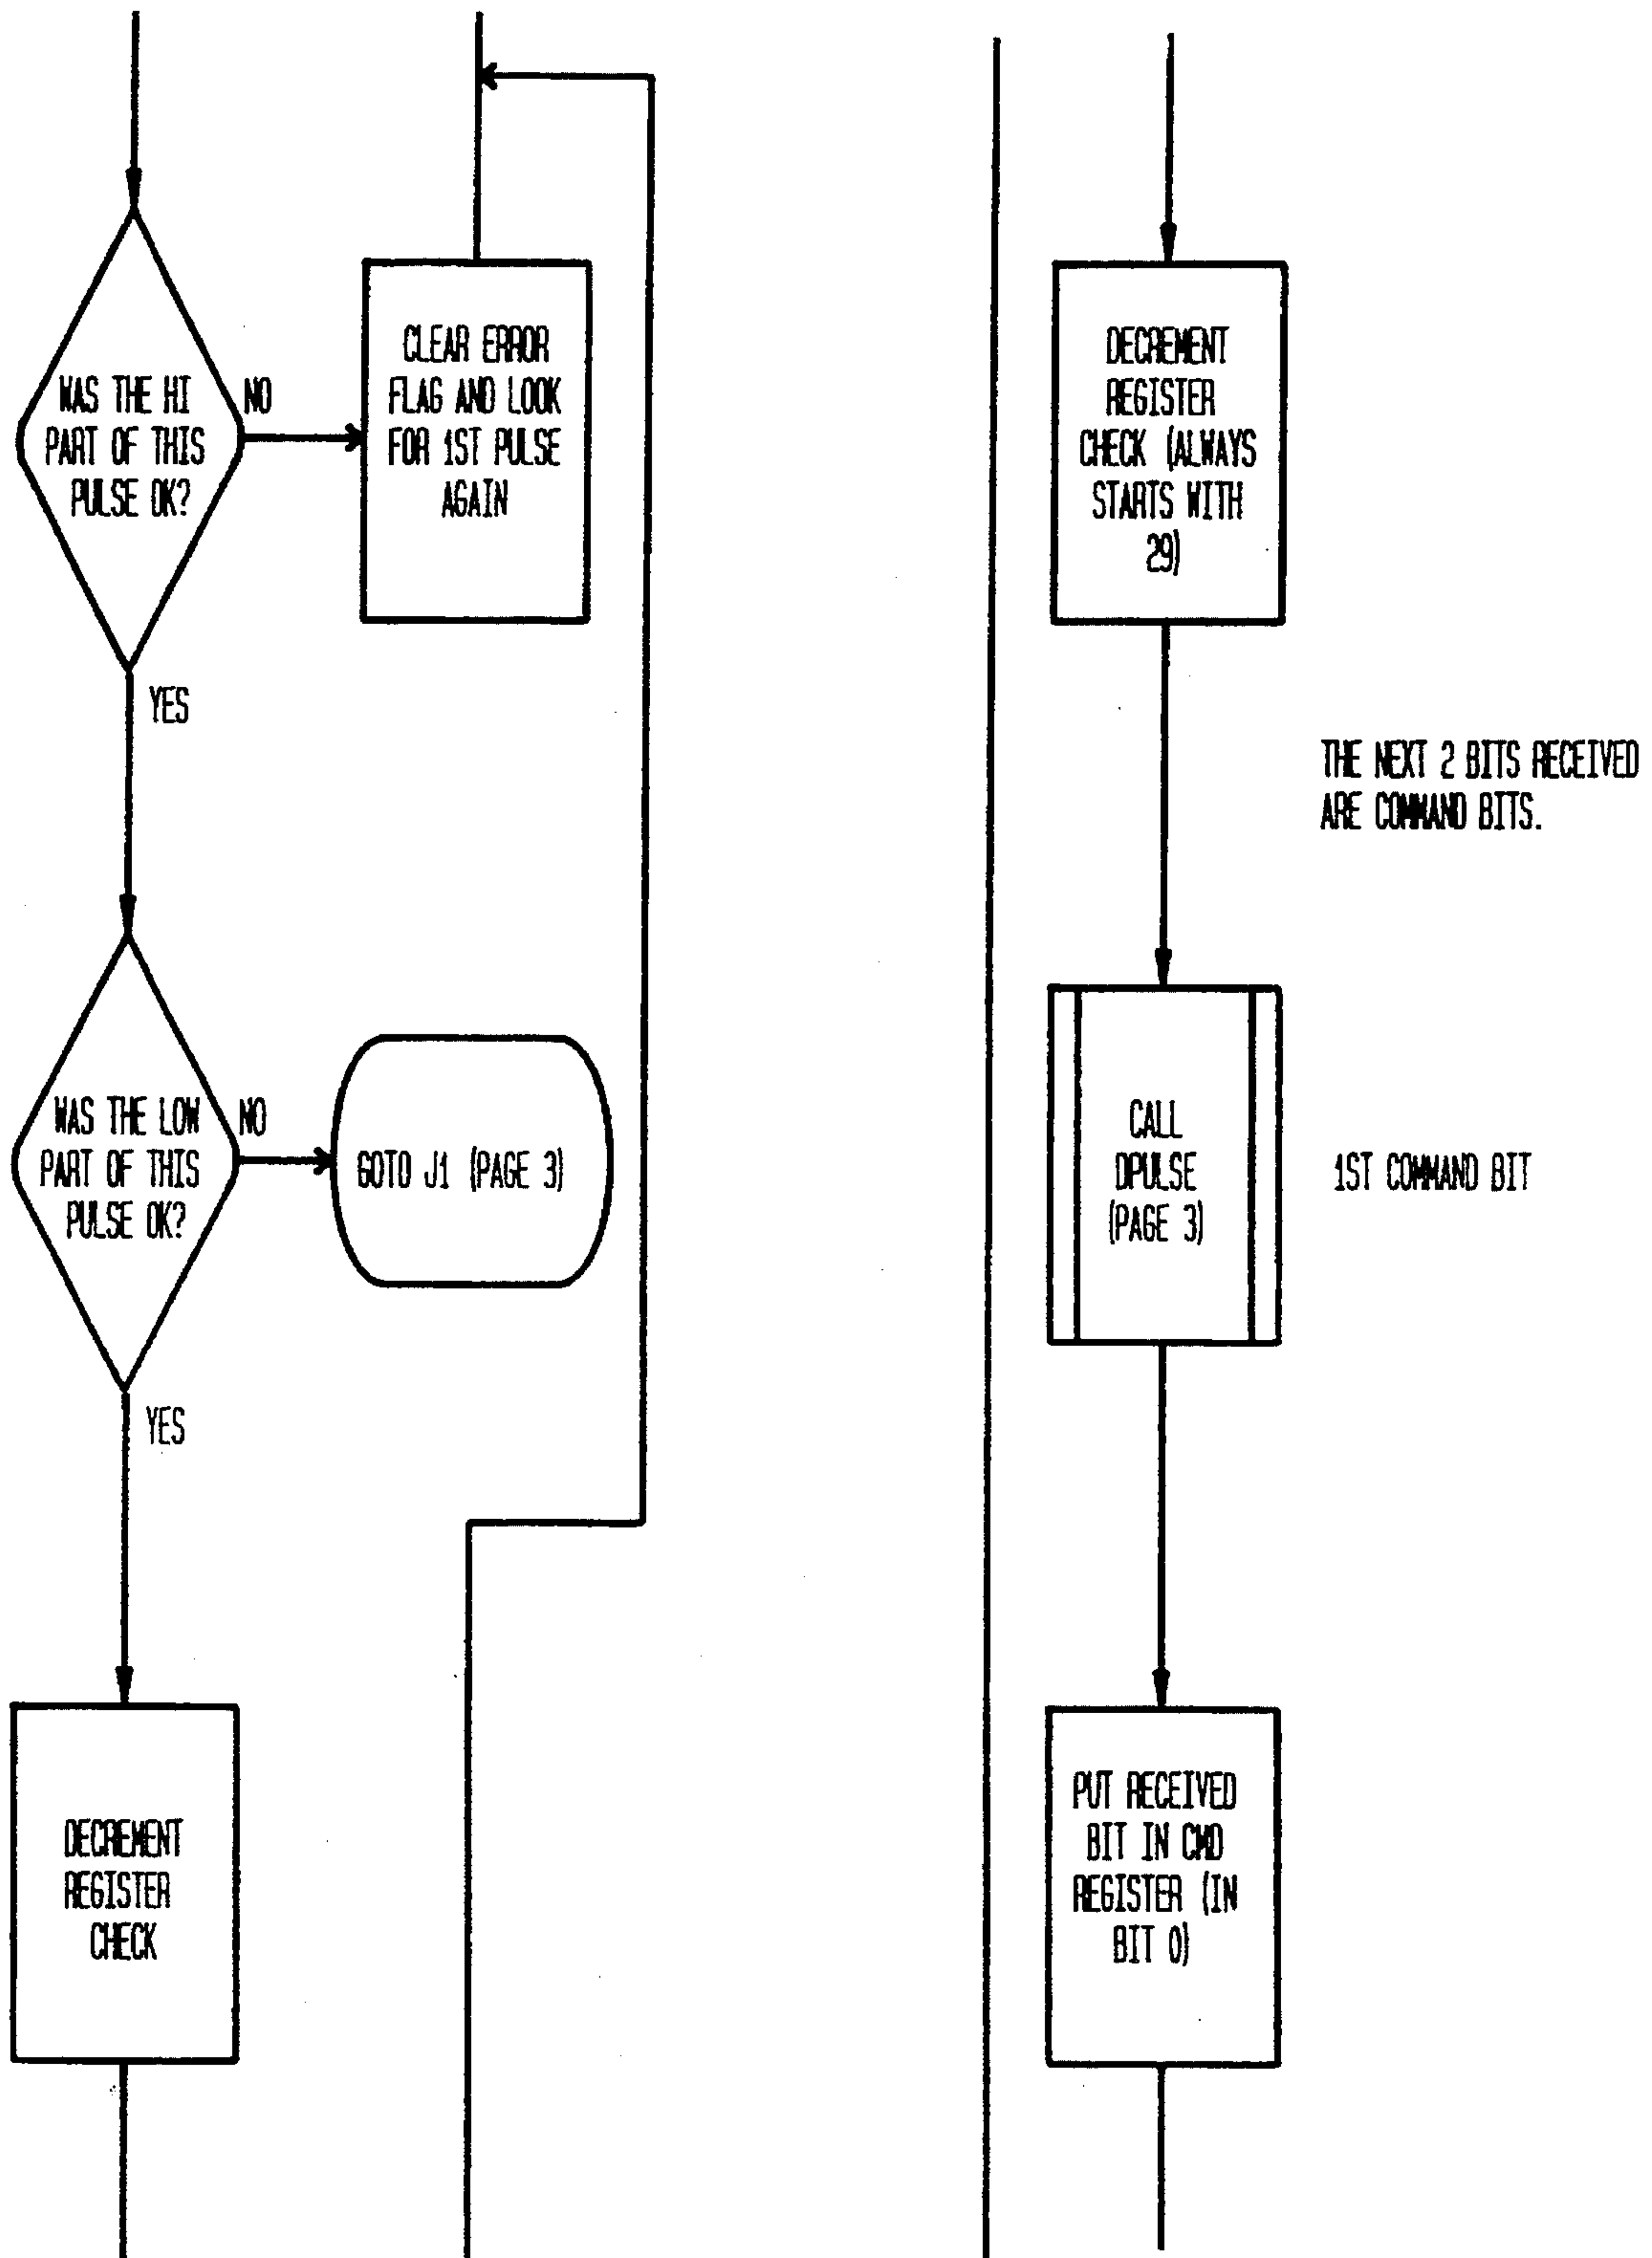 WAS THE HI
PART OF THIS
PULSE OK?
NO
YES
CLEAR ERROR
FLAG AND LOOK
FOR 1ST PULSE
AGAIN
WAS THE LOW
PART OF THIS
PULSE OK?
NO
YES
GOTO J1 (PAGE 3)
DECREMENT
REGISTER
CHECK
DECREMENT
REGISTER
CHECK (ALWAYS
STARTS WITH
29)
THE NEXT 2 BITS RECEIVED
ARE COMMAND BITS.
CALL
DPULSE
(PAGE 3)
1ST COMMAND BIT
PUT RECEIVED
BIT IN CMD
REGISTER (IN
BIT 0)